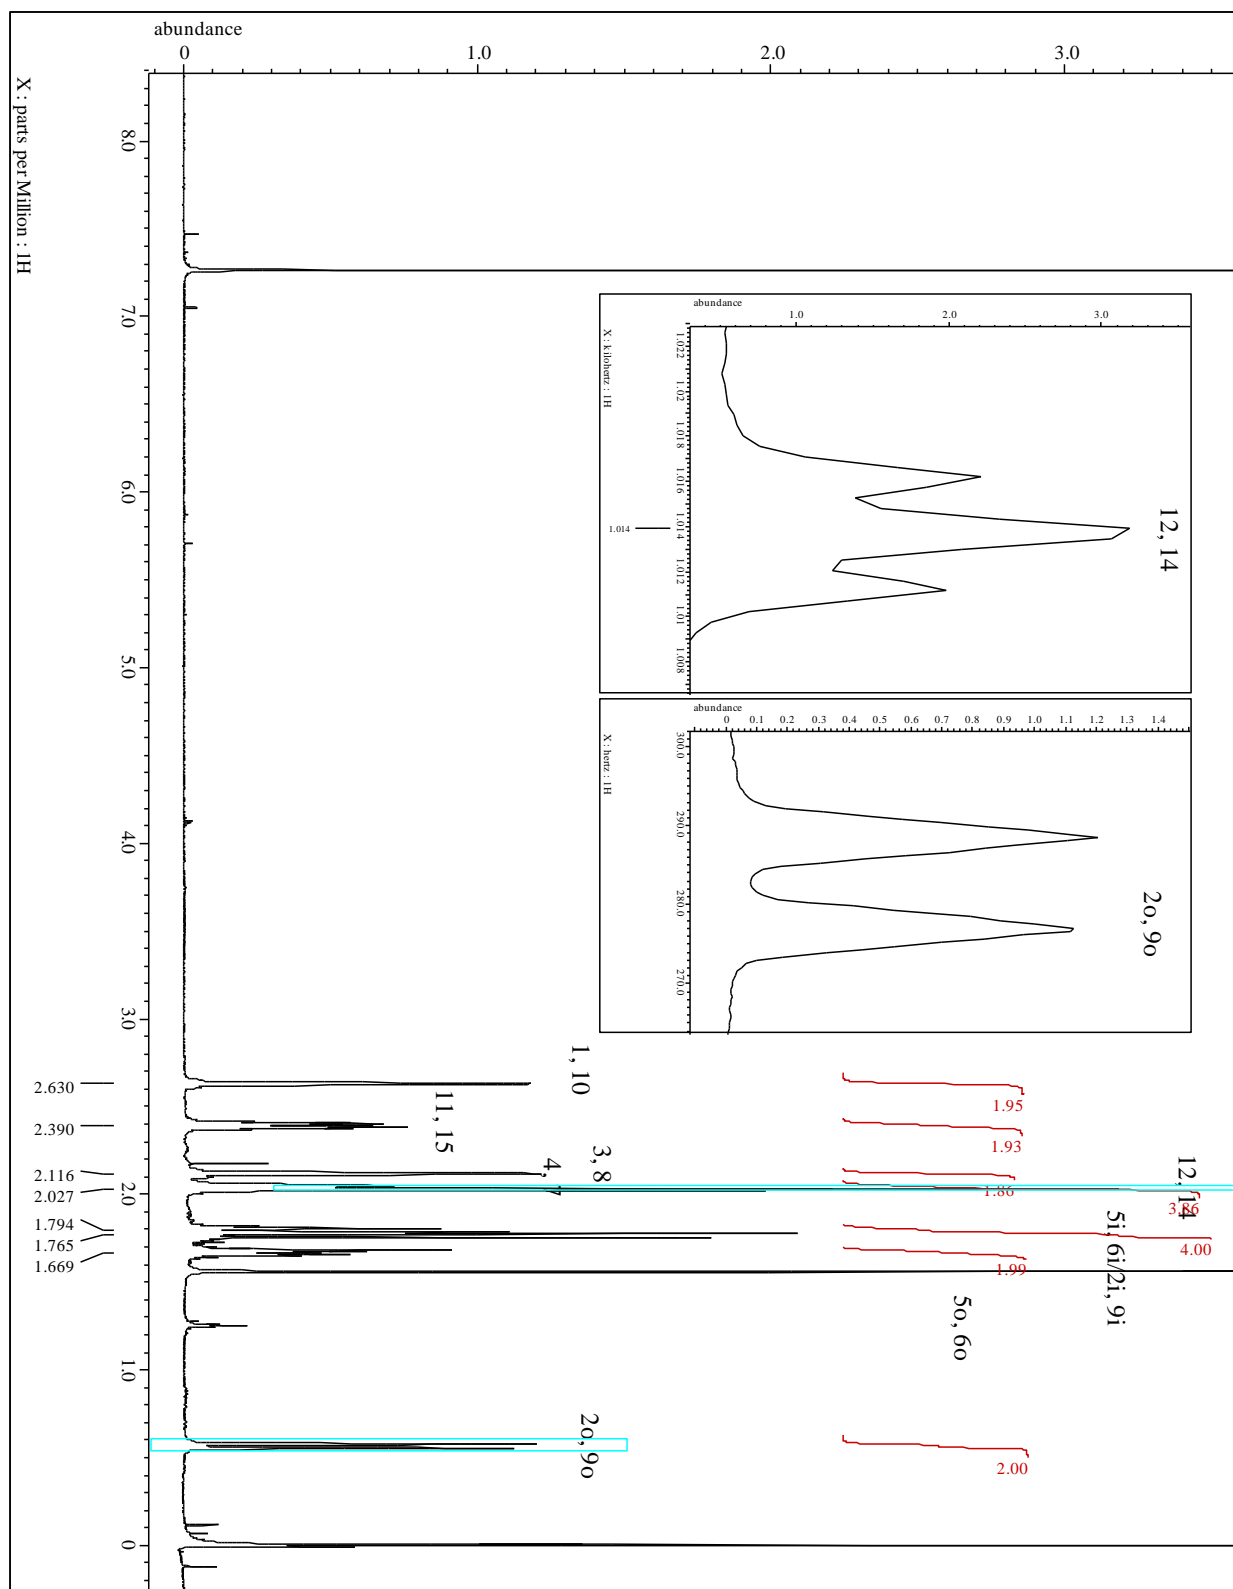 abundance
0 1.0 2.0 3.0
X : parts per Million : 1H
8.0 7.0 6.0 5.0 4.0 3.0 2.0 1.0 0
2.630
2.390
2.116
2.027
1.794
1.765
1.669
abundance
1.0 2.0 3.0
X : kilohertz : 1H
1.022 1.02 1.018 1.016 1.014 1.012 1.01 1.008
1.014
12, 14
abundance
0 0.1 0.2 0.3 0.4 0.5 0.6 0.7 0.8 0.9 1.0 1.1 1.2 1.3 1.4
X : hertz : 1H
300.0 290.0 280.0 270.0
2o, 9o
1, 10
11, 15
4
3, 8
12, 14
5i, 6i/2i, 9i
5o, 6o
2o,9o
1.95
1.93
1.86
3.86
4.00
1.99
2.00